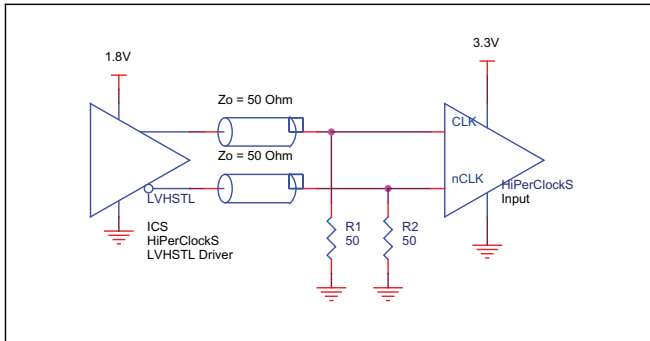 1.8V
3.3V
Zo = 50 Ohm
CLK
Zo = 50 Ohm
nCLK
HiPerClockS
Input
LVHSTL
ICS
HiPerClockS
LVHSTL Driver
R1
50
R2
50